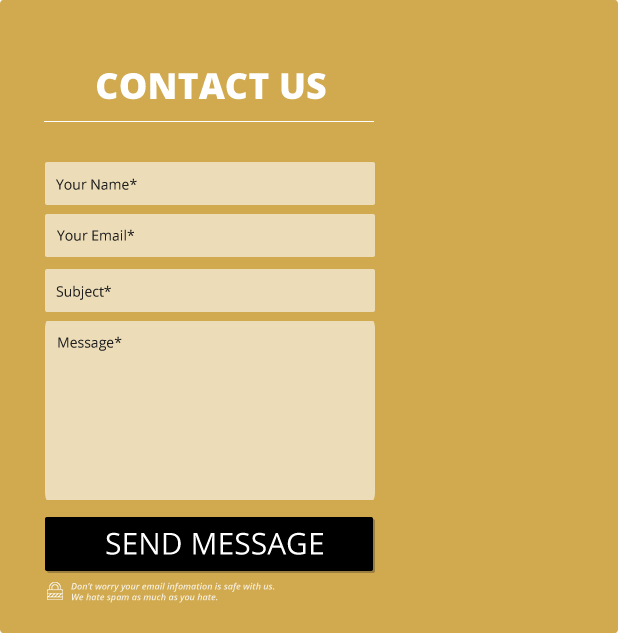 CONTACT US
Your Name*
Your Email*
Subject*
Message*
SEND MESSAGE
Don't worry your email infomation is safe with us.
We hate spam as much as you hate.